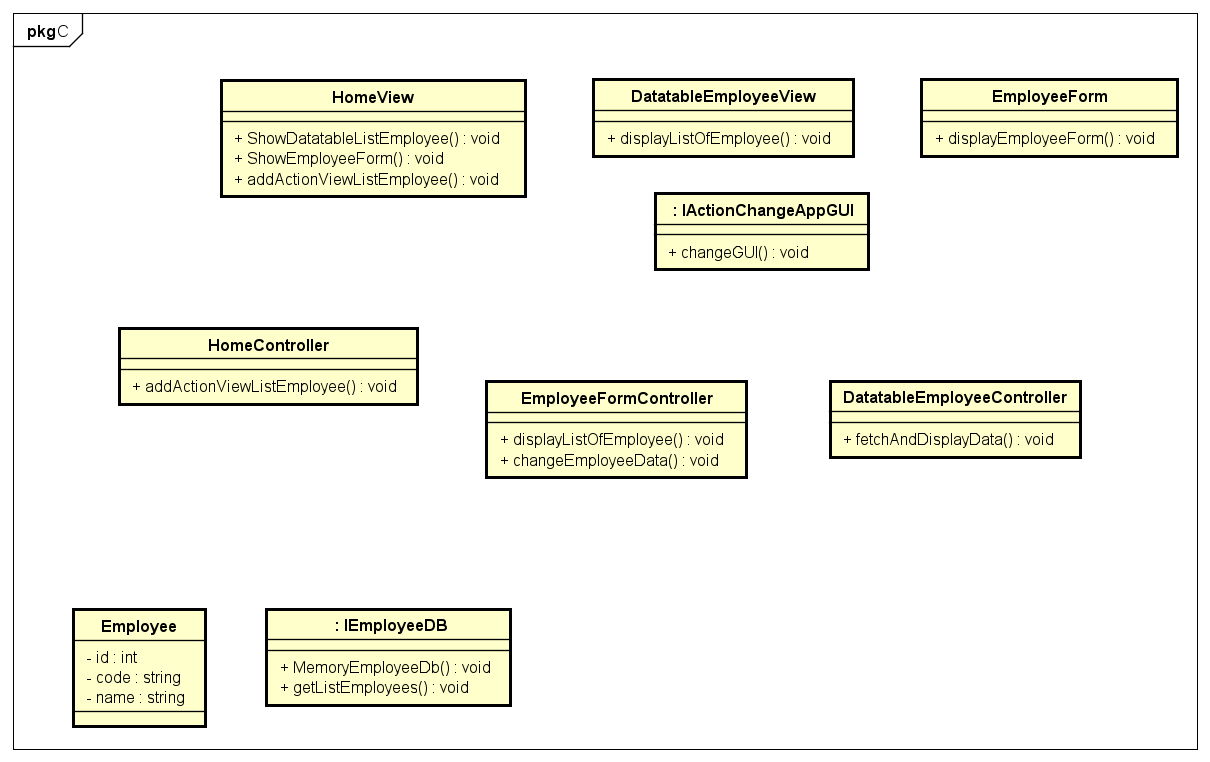 pkg C
HomeView
+ ShowDatatableListEmployee() : void
+ ShowEmployeeForm() : void
+ addActionViewListEmployee() : void
DatatableEmployeeView
+ displayListOfEmployee() : void
EmployeeForm
+ displayEmployeeForm() : void
: IActionChangeAppGUI
+ changeGUI() : void
HomeController
+ addActionViewListEmployee() : void
EmployeeFormController
+ displayListOfEmployee() : void
+ changeEmployeeData() : void
DatatableEmployeeController
+ fetchAndDisplayData() : void
Employee
- id : int
- code : string
- name : string
: IEmployeeDB
+ MemoryEmployeeDb() : void
+ getListEmployees() : void